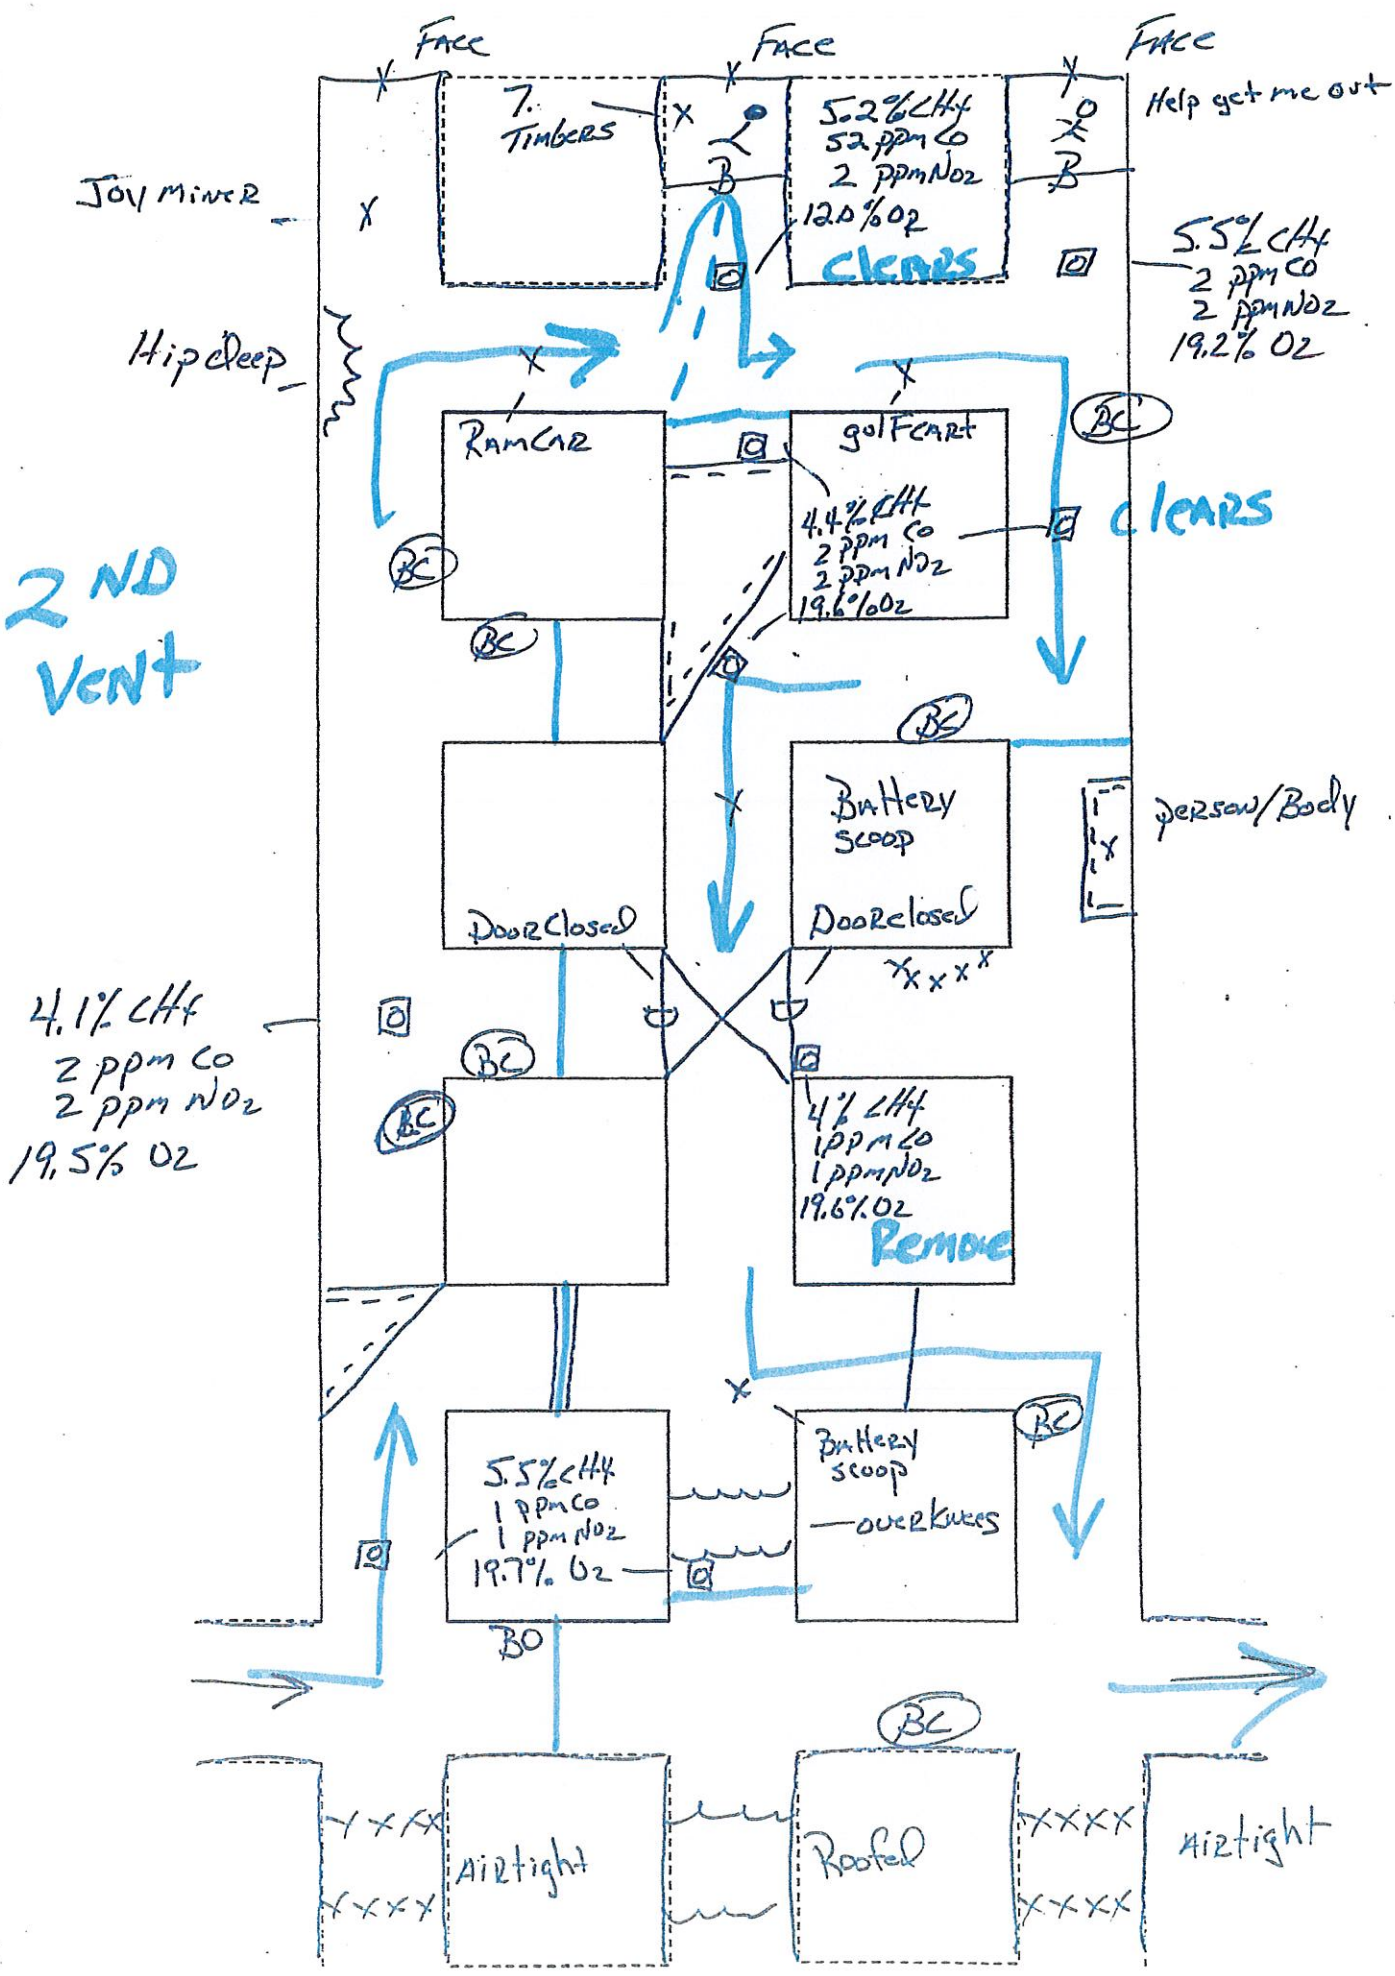 FACE
FACE
FACE
7.
TIMBERS
5.2% CH4
52 ppm CO
2 ppm NO2
12.0% O2
CLEARS
Help get me out
B
B
Joy miner
5.5% CH4
2 ppm CO
2 ppm NO2
19.2% O2
Hip deep
BC
RAMCAR
golFcart
4.4% CH4
2 ppm CO
2 ppm NO2
19.6% O2
CLEARS
BC
BC
2 ND
VENT
BC
BATTERY
scoop
person/Body
Door Closed
Door closed
4.1% CH4
2 ppm CO
2 ppm NO2
19.5% O2
BC
BC
4% CH4
1 ppm CO
1 ppm NO2
19.6% O2
Remove
BC
BATTERY
scoop
over knees
5.5% CH4
1 ppm CO
1 ppm NO2
19.7% O2
BO
BC
AIRtight
Roofed
AIRtight